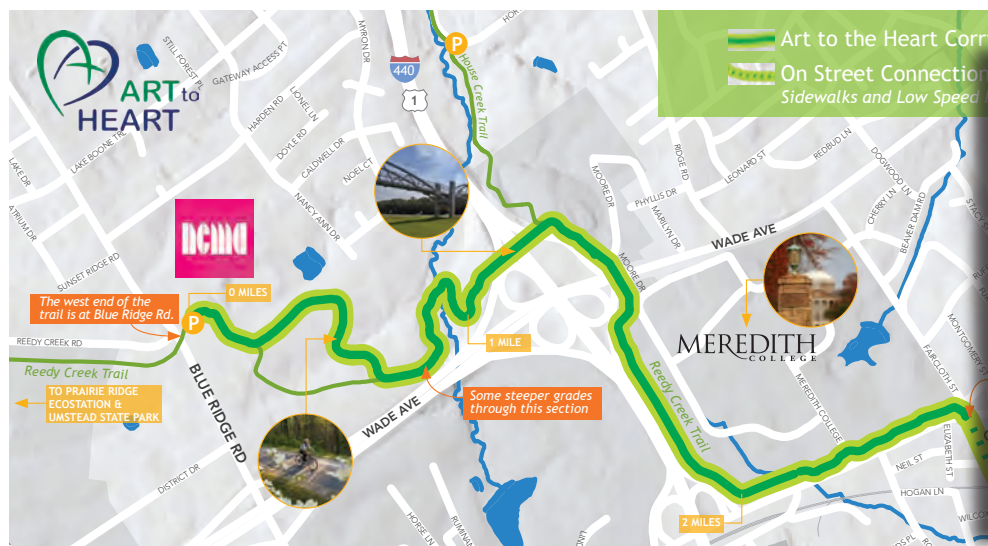 ART to
HEART
STILL FOREST PL
GATEWAY ACCESS PT
MYRON DR
HARDEN RD
LIONEL LN
DOYLE RD
CALDWELL DR
NOEL CT
LAKE BOONE TRL
LAKE DR
ATRIUM DR
NANCY ANN DR
SUNSET RIDGE RD
440
1
P
House Creek Trail
Art to the Heart Corr
On Street Connection
Sidewalks and Low Speed
RIDGE RD
LEONARD ST
REDBUD LN
DOGWOOD LN
CHERRY LN
BEAVER DAM RD
MOORE DR
PHYLLIS DR
MARILYN DR
WADE AVE
MOORE DR
ncma
0 MILES
The west end of the
trail is at Blue Ridge Rd.
P
REEDY CREEK RD
Reedy Creek Trail
TO PRAIRIE RIDGE
ECOSTATION &
UMSTEAD STATE PARK
BLUE RIDGE RD
1 MILE
Some steeper grades
through this section
WADE AVE
DISTRICT DR
HORSE LN
Reedy Creek Trail
MEREDITH
COLLEGE
MEREDITH COLLEGE
MONTGOMERY ST
FAIRCLOTH ST
ELIZABETH ST
NEIL ST
HOGAN LN
2 MILES